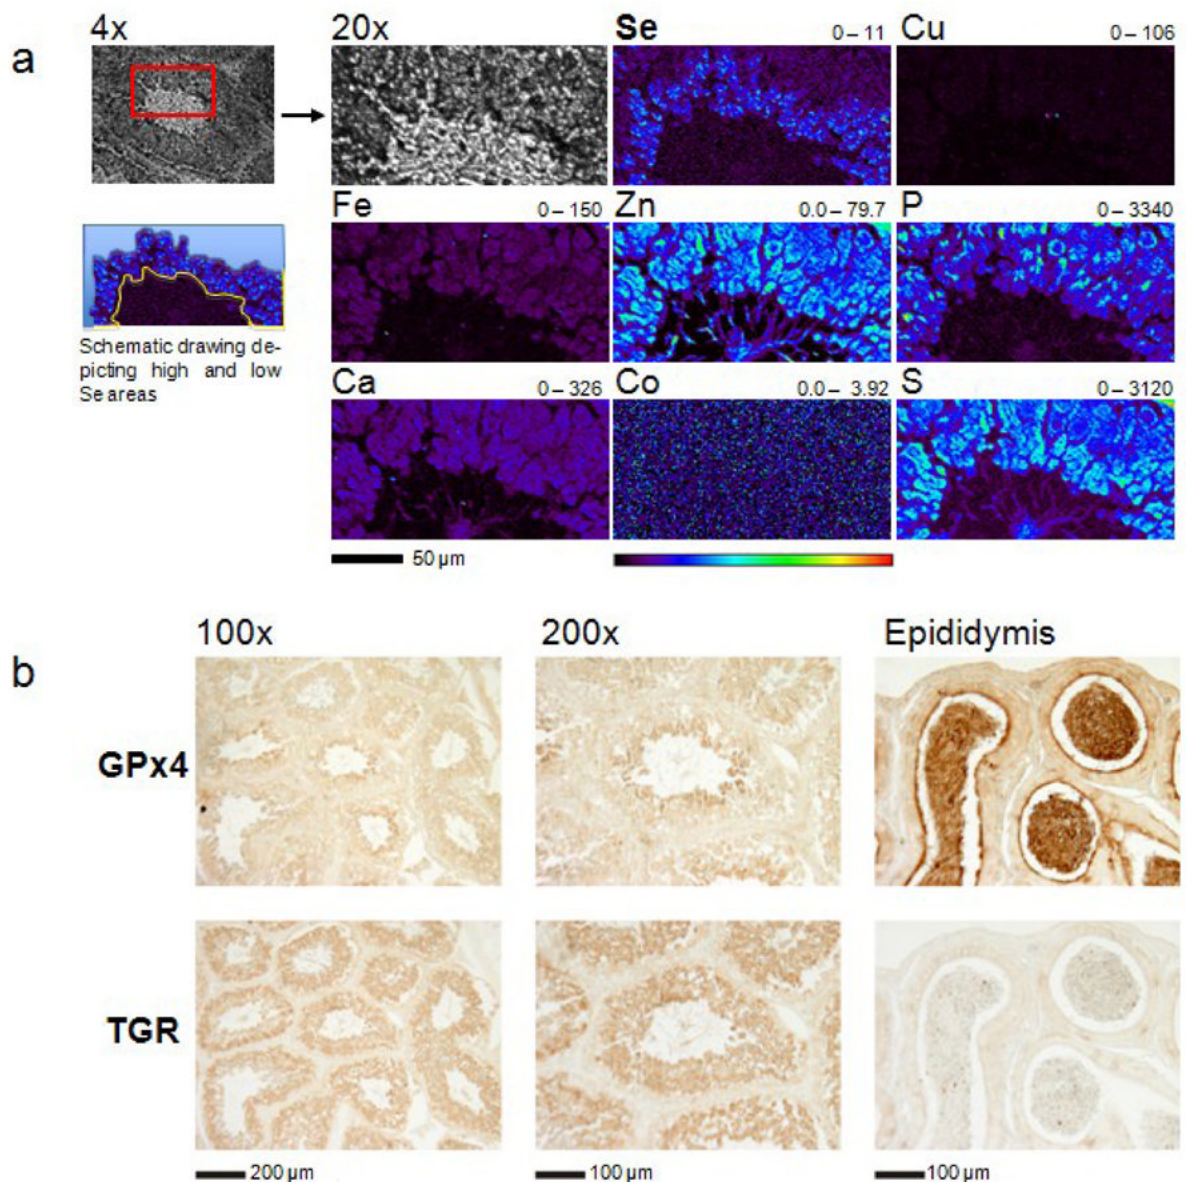 a
4x
20x
Se 0 – 11
Cu 0 – 106
Fe 0 – 150
Zn 0.0 – 79.7
P 0 – 3340
Schematic drawing de-
picting high and low
Se areas
Ca 0 – 326
Co 0.0 – 3.92
S 0 – 3120
50 µm
b
100x
200x
Epididymis
GPx4
TGR
200 µm
100 µm
100 µm